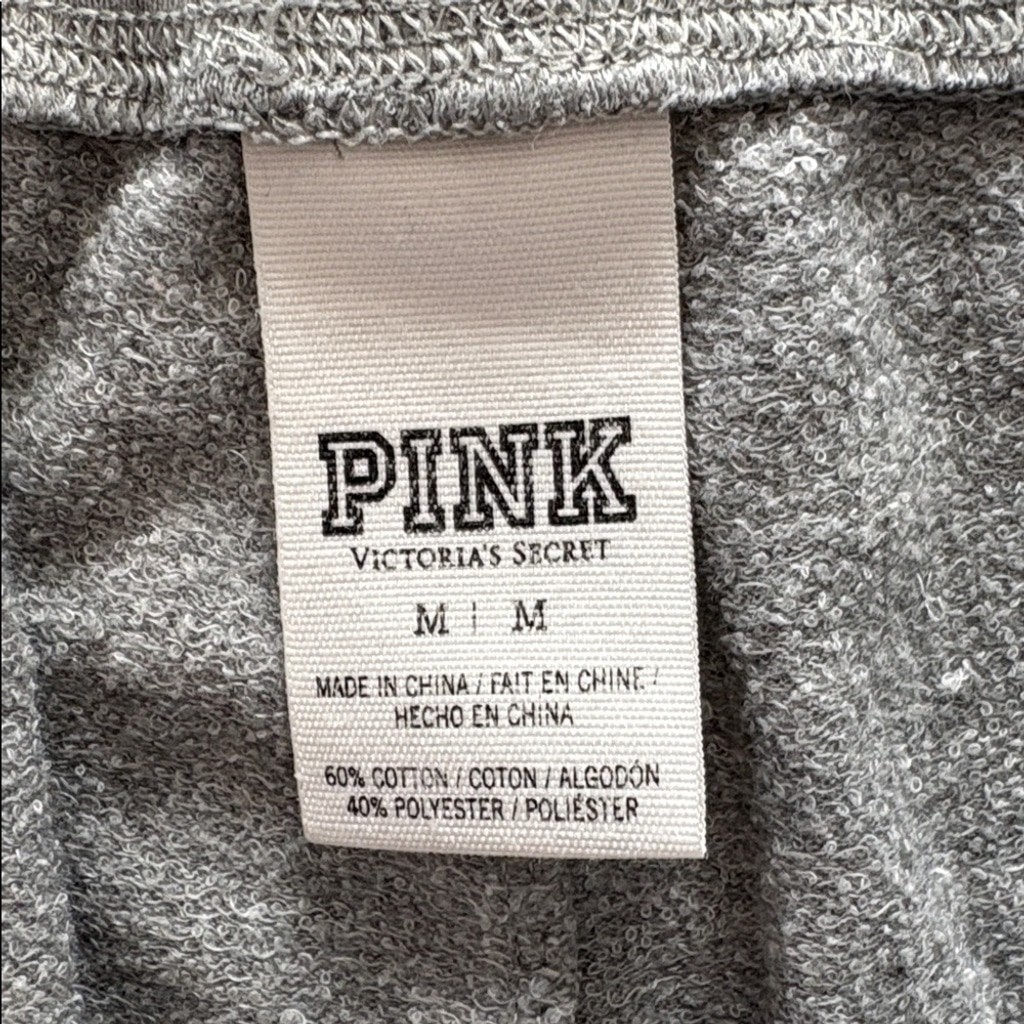 PINK
VICTORIA'S SECRET
M | M
MADE IN CHINA / FAIT EN CHINE /
HECHO EN CHINA
60% COTTON / COTON / ALGODÓN
40% POLYESTER / POLIÉSTER